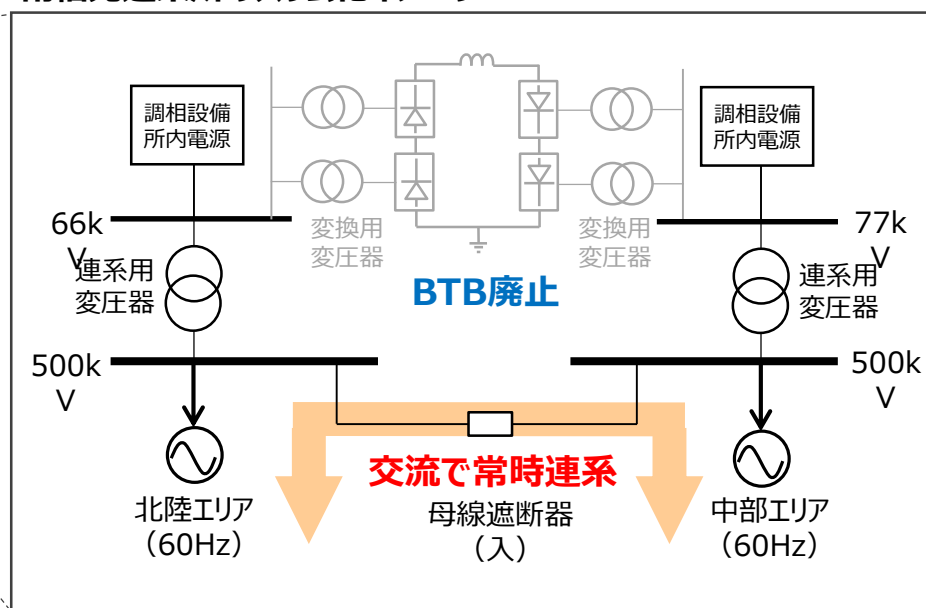 調相設備
所内電源
調相設備
所内電源
66k
V
変換用
変圧器
変換用
変圧器
77k
V
連系用
変圧器
BTB廃止
連系用
変圧器
500k
V
500k
V
交流で常時連系
北陸エリア
（60Hz）
母線遮断器
（入）
中部エリア
（60Hz）